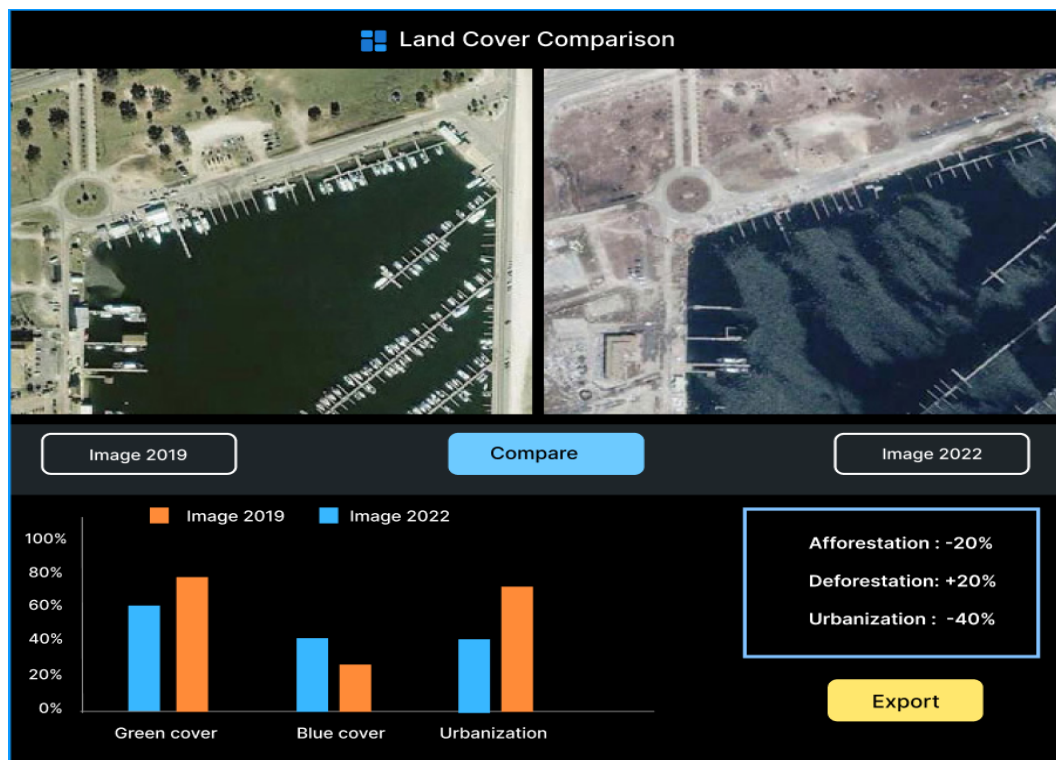 Land Cover Comparison
Image 2019
Compare
Image 2022
Image 2019
Image 2022
100%
80%
60%
40%
20%
0%
Green cover
Blue cover
Urbanization
Afforestation : -20%
Deforestation: +20%
Urbanization : -40%
Export